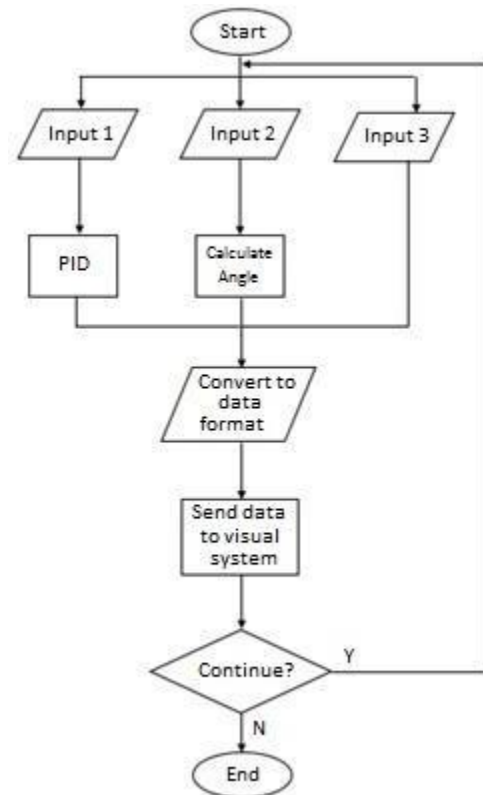 Start
Input 1
Input 2
Input 3
PID
Calculate
Angle
Convert to
data
format
Send data
to visual
system
Continue?
Y
N
End